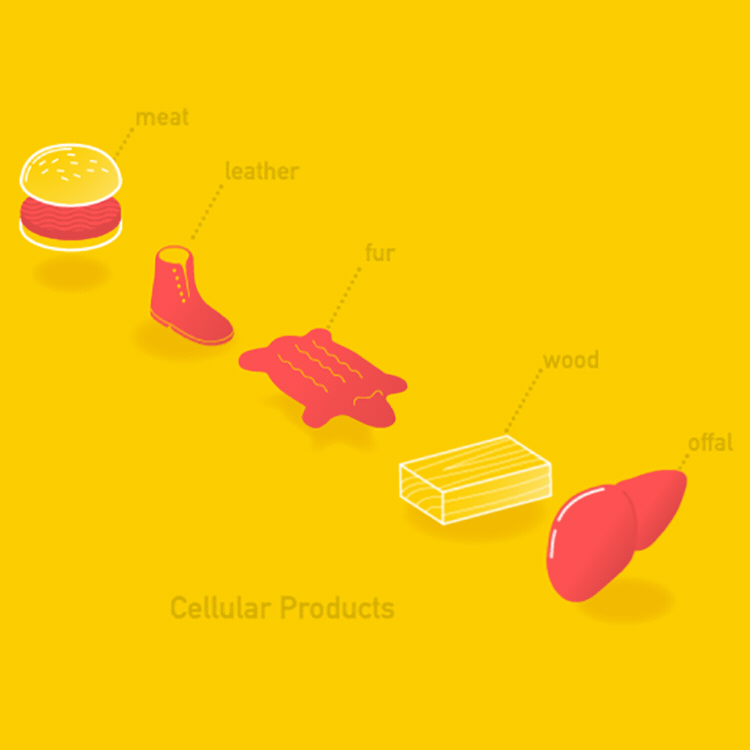 meat
leather
fur
wood
offal
Cellular Products